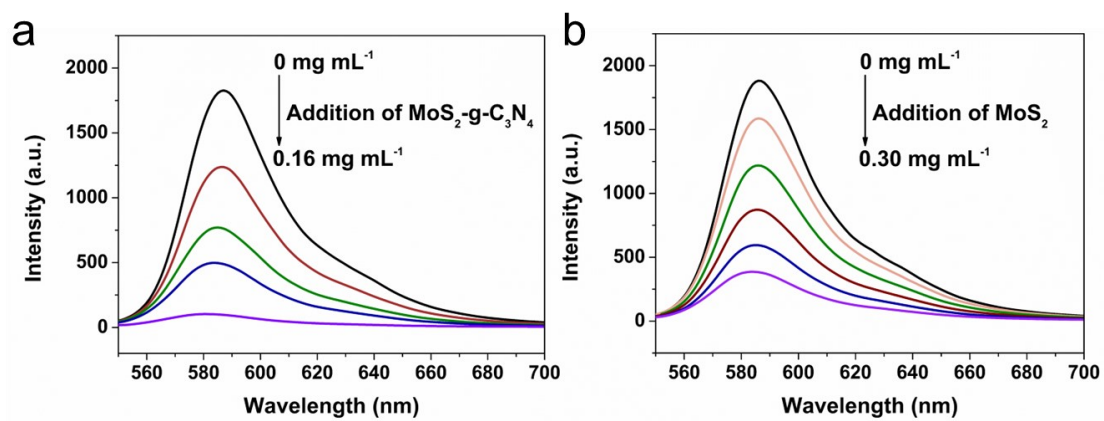 a
2000
1500
1000
500
0
Intensity (a.u.)
0 mg mL⁻¹
Addition of MoS₂-g-C₃N₄
0.16 mg mL⁻¹
560 580 600 620 640 660 680 700
Wavelength (nm)
b
2000
1500
1000
500
0
Intensity (a.u.)
0 mg mL⁻¹
Addition of MoS₂
0.30 mg mL⁻¹
560 580 600 620 640 660 680 700
Wavelength (nm)